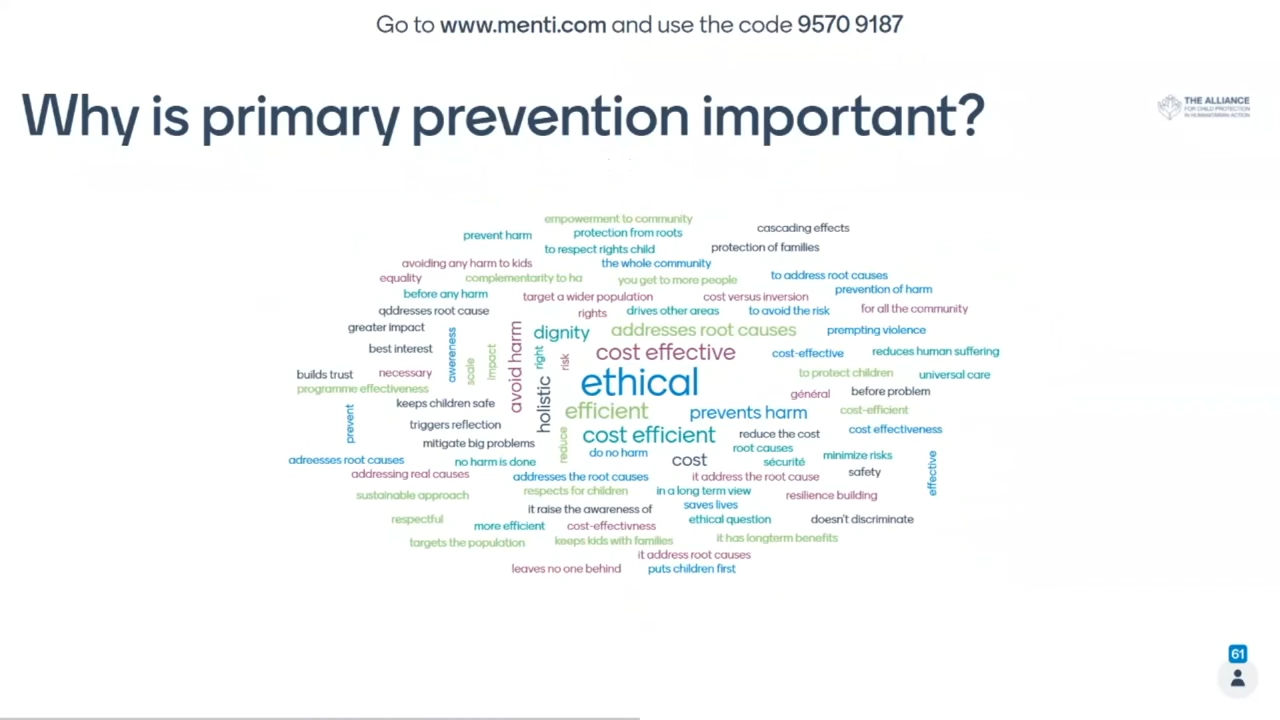 Go to www.menti.com and use the code 9570 9187
Why is primary prevention important?
THE ALLIANCE
FOR CHILD PROTECTION
IN HUMANITARIAN ACTION
empowerment to community
cascading effects
prevent harm
protection from roots
to respect rights child
protection of families
avoiding any harm to kids
the whole community
equality
complementarity to ha
you get to more people
to address root causes
before any harm
target a wider population
cost versus inversion
prevention of harm
qddresses root cause
rights
drives other areas
to avoid the risk
for all the community
greater impact
awereness
avoid harm
dignity
addresses root causes
prompting violence
best interest
scale
impact
right
risk
cost effective
cost-effective
reduces human suffering
builds trust
necessary
ethical
to protect children
universal care
programme effectiveness
général
before problem
prevent
keeps children safe
holistic
efficient
prevents harm
cost-efficient
triggers reflection
reduce
cost efficient
reduce the cost
cost effectiveness
mitigate big problems
do no harm
root causes
adreesses root causes
no harm is done
cost
sécurité
minimize risks
effective
addressing real causes
addresses the root causes
it address the root cause
safety
sustainable approach
respects for children
in a long term view
resilience building
it raise the awareness of
saves lives
respectful
more efficient
cost-effectivness
ethical question
doesn't discriminate
targets the population
keeps kids with families
it has longterm benefits
it address root causes
leaves no one behind
puts children first
61